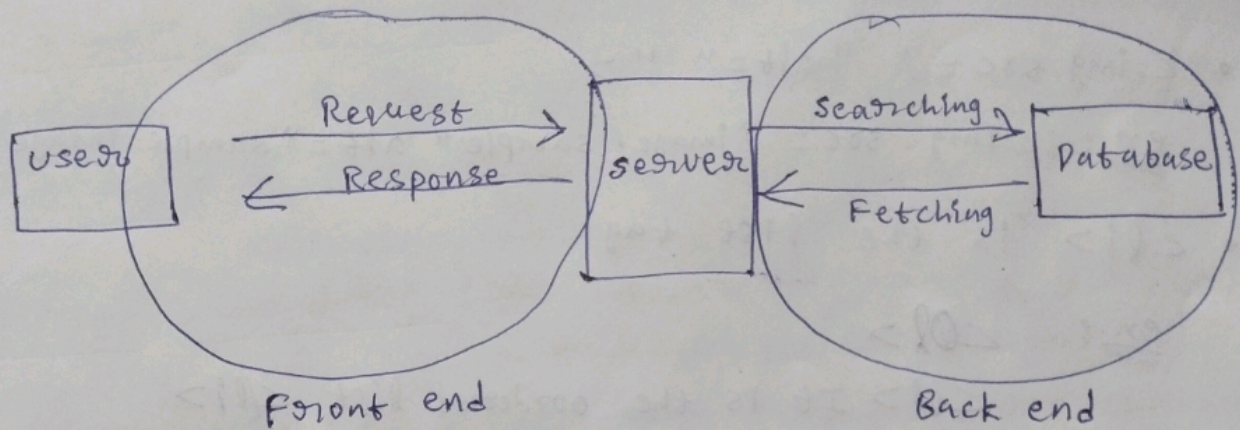 Request
user
Response
server
searching
Database
Fetching
Front end
Back end